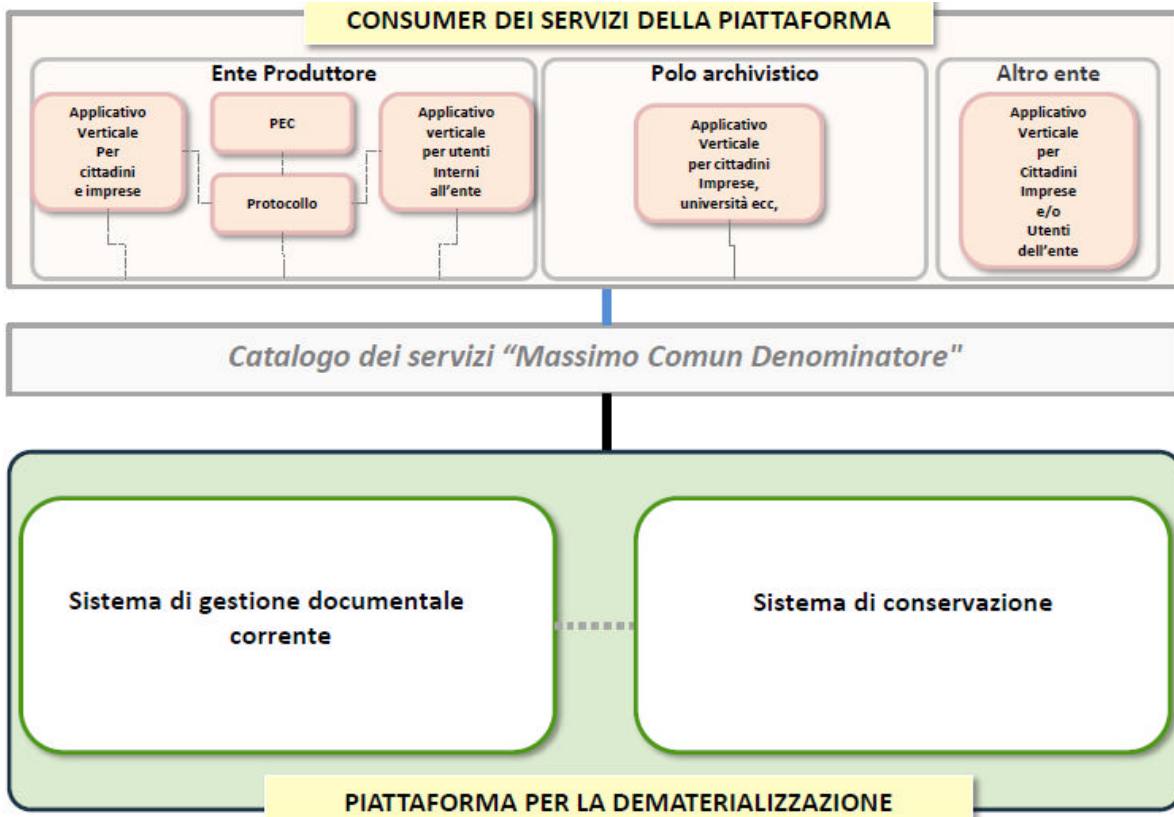 CONSUMER DEI SERVIZI DELLA PIATTAFORMA
Ente Produttore
Applicativo
Verticale
Per
cittadini
e imprese
PEC
Protocollo
Applicativo
verticale
per utenti
Interni
all'ente
Polo archivistico
Applicativo
Verticale
per cittadini
Imprese,
università ecc,
Altro ente
Applicativo
Verticale
per
Cittadini
Imprese
e/o
Utenti
dell'ente
Catalogo dei servizi “Massimo Comun Denominatore"
Sistema di gestione documentale
corrente
Sistema di conservazione
PIATTAFORMA PER LA DEMATERIALIZZAZIONE